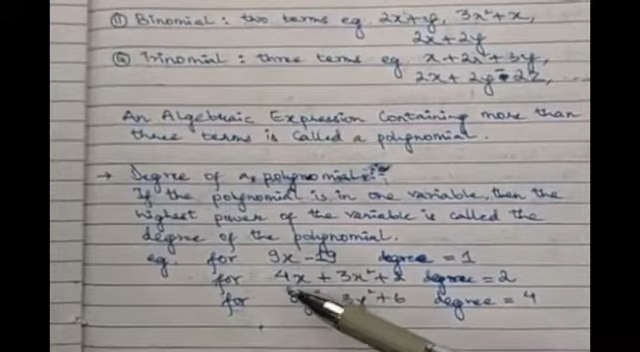 (ii) Binomial : two terms eg. 2x+y, 3x²+x,
2x+2y
Trinomial : three terms eg. x+2x²+3y,
2x+2y-2z,
An Algebraic Expression Containing more than
three terms is called a polynomial.
→ Degree of a polynomial:
If the polynomial is in one variable, then the
highest power of the variable is called the
degree of the polynomial.
eg. for 9x-19 degree = 1
for 4x + 3x²+2 degree = 2
for 3y²+6 degree = 4